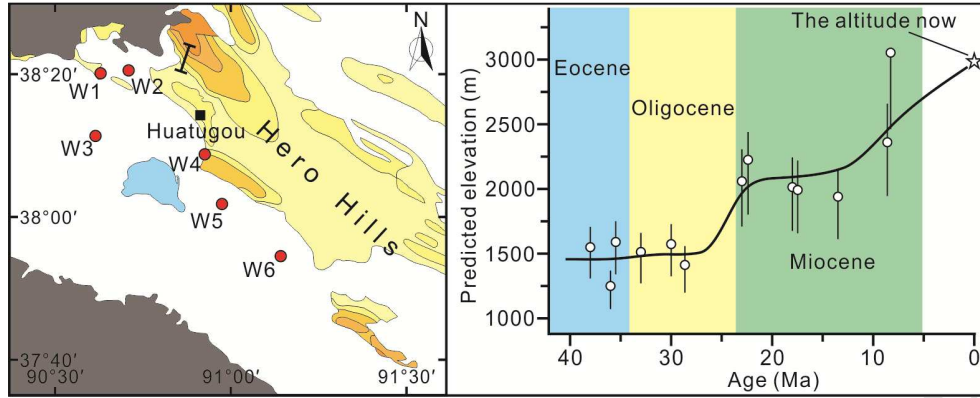 N
38°20′
W1
W2
Huatugou
W3
W4
Hero Hills
38°00′
W5
W6
37°40′
90°30′
91°00′
91°30′
The altitude now
3000
Eocene
Oligocene
2500
2000
1500
Miocene
1000
Predicted elevation (m)
40
30
20
10
0
Age (Ma)